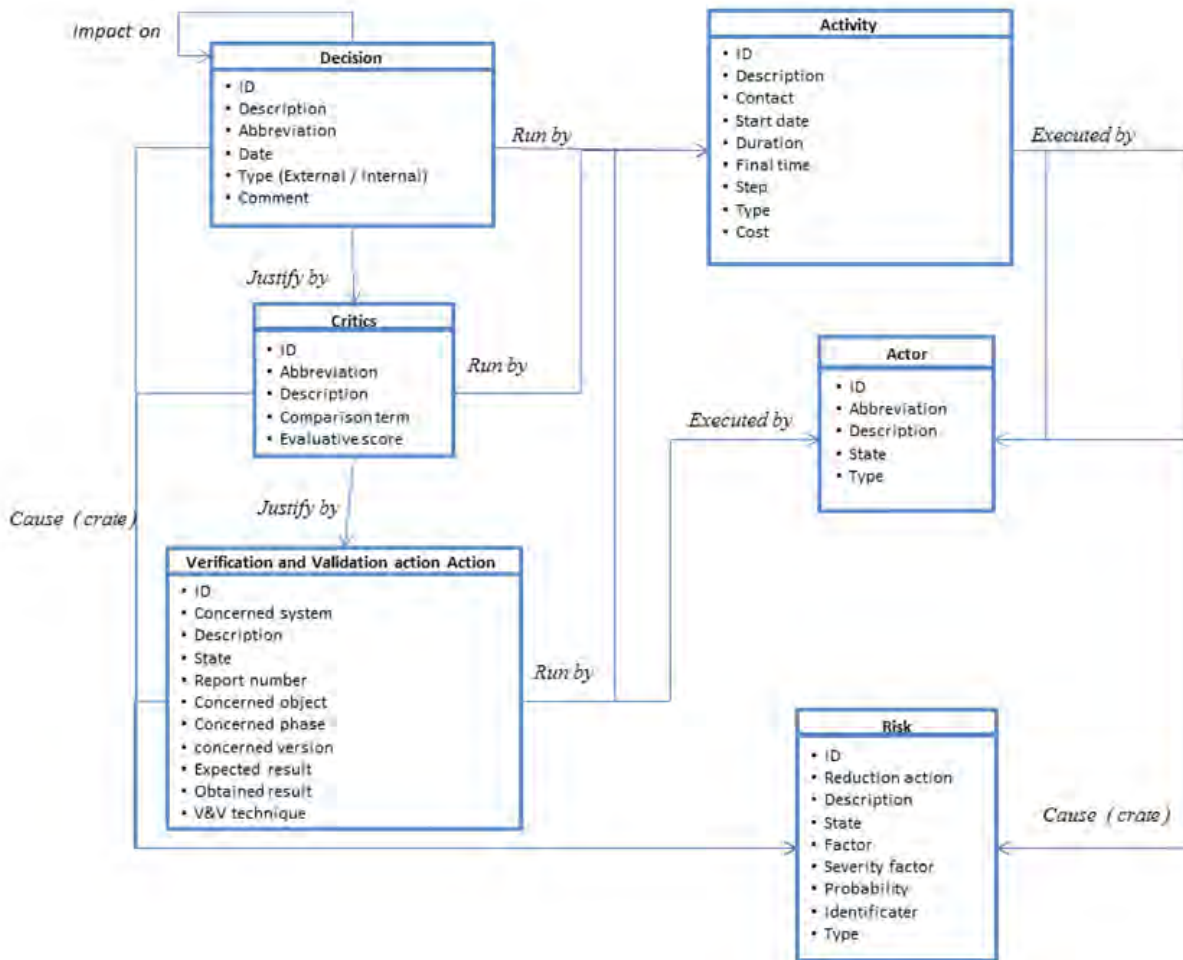 Impact on
Decision
• ID
• Description
• Abbreviation
• Date
• Type (External / Internal)
• Comment
Run by
Activity
• ID
• Description
• Contact
• Start date
• Duration
• Final time
• Step
• Type
• Cost
Executed by
Justify by
Critics
• ID
• Abbreviation
• Description
• Comparison term
• Evaluative score
Run by
Actor
• ID
• Abbreviation
• Description
• State
• Type
Executed by
Justify by
Cause ( crate)
Verification and Validation action Action
• ID
• Concerned system
• Description
• State
• Report number
• Concerned object
• Concerned phase
• concerned version
• Expected result
• Obtained result
• V&V technique
Run by
Risk
• ID
• Reduction action
• Description
• State
• Factor
• Severity factor
• Probability
• Identificater
• Type
Cause ( crate)